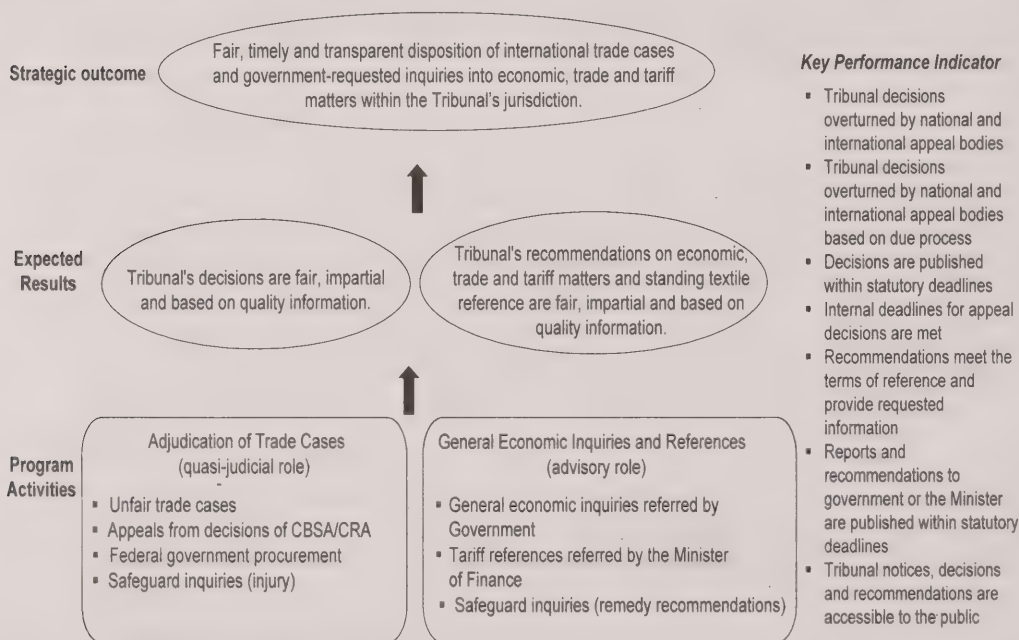 Strategic outcome
Fair, timely and transparent disposition of international trade cases
and government-requested inquiries into economic, trade and tariff
matters within the Tribunal's jurisdiction.
Expected
Results
Tribunal's decisions are fair, impartial
and based on quality information.
Tribunal's recommendations on economic,
trade and tariff matters and standing textile
reference are fair, impartial and based on
quality information.
Program
Activities
Adjudication of Trade Cases
(quasi-judicial role)
▪ Unfair trade cases
▪ Appeals from decisions of CBSA/CRA
▪ Federal government procurement
▪ Safeguard inquiries (injury)
General Economic Inquiries and References
(advisory role)
▪ General economic inquiries referred by
Government
▪ Tariff references referred by the Minister
of Finance
▪ Safeguard inquiries (remedy recommendations)
Key Performance Indicator
▪ Tribunal decisions
overturned by national and
international appeal bodies
▪ Tribunal decisions
overturned by national and
international appeal bodies
based on due process
▪ Decisions are published
within statutory deadlines
▪ Internal deadlines for appeal
decisions are met
▪ Recommendations meet the
terms of reference and
provide requested
information
▪ Reports and
recommendations to
government or the Minister
are published within statutory
deadlines
▪ Tribunal notices, decisions
and recommendations are
accessible to the public